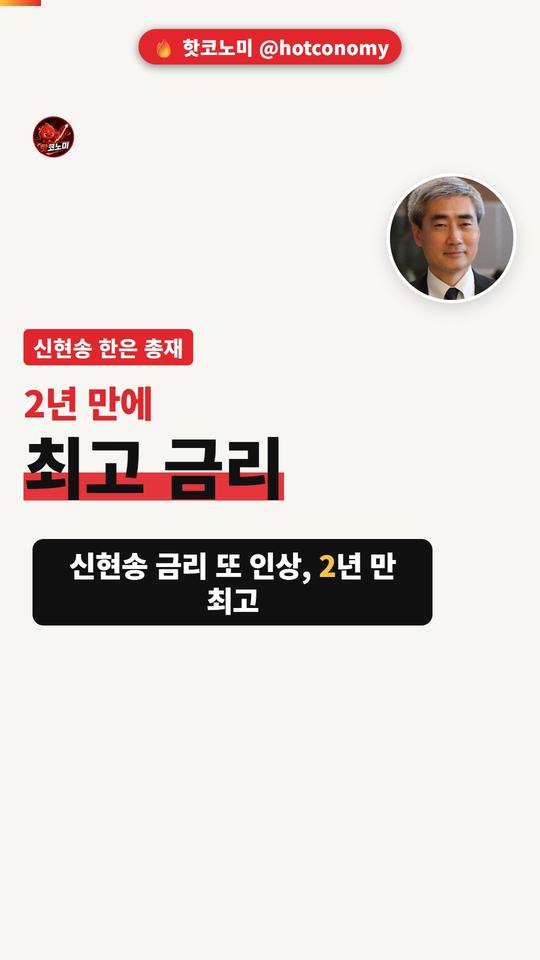 🔥 핫코노미 @hotconomy
핫코노미
신현송 한은 총재
2년 만에
최고 금리
신현송 금리 또 인상, 2년 만
최고